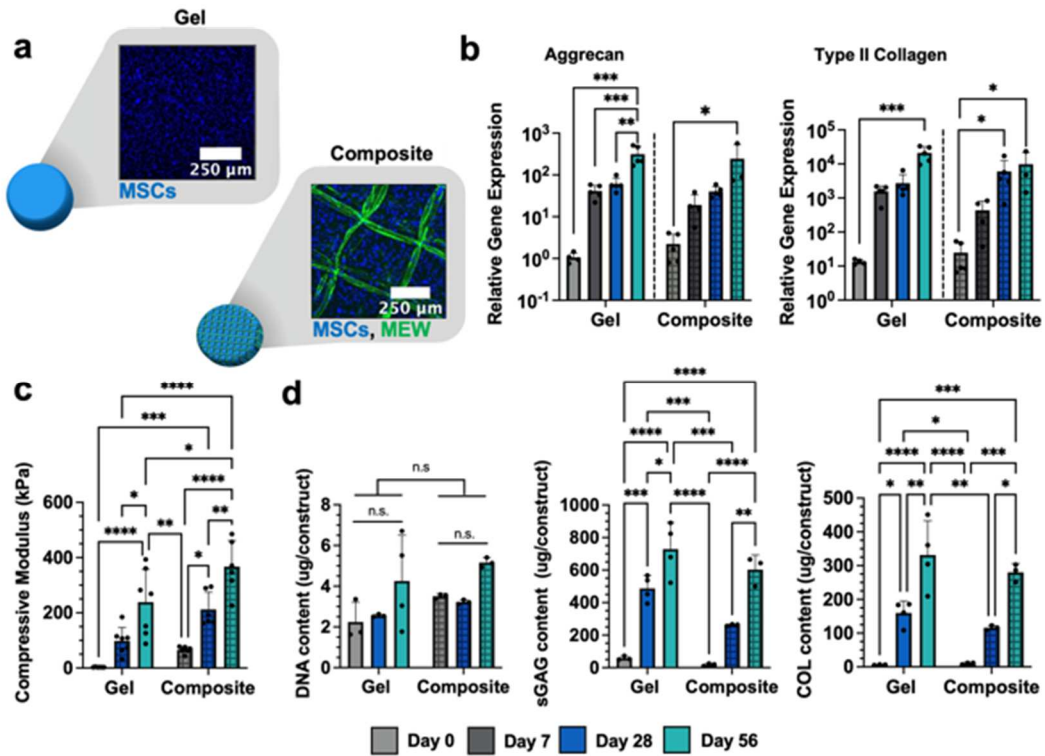 a
Gel
250 µm
MSCs
Composite
250 µm
MSCs, MEW
b
Aggrecan
Relative Gene Expression
10³
10²
10¹
10⁰
10⁻¹
***
***
**
*
Gel
Composite
Type II Collagen
Relative Gene Expression
10⁵
10⁴
10³
10²
10¹
10⁰
***
*
*
Gel
Composite
c
Compressive Modulus (kPa)
600
400
200
0
****
***
*
*
****
**
****
**
*
Gel
Composite
d
DNA content (ug/construct)
8
6
4
2
0
n.s
n.s.
n.s.
Gel
Composite
sGAG content (ug/construct)
1000
800
600
400
200
0
****
***
****
***
*
****
***
****
**
Gel
Composite
COL content (ug/construct)
500
400
300
200
100
0
***
*
****
****
***
*
**
**
*
Gel
Composite
Day 0
Day 7
Day 28
Day 56